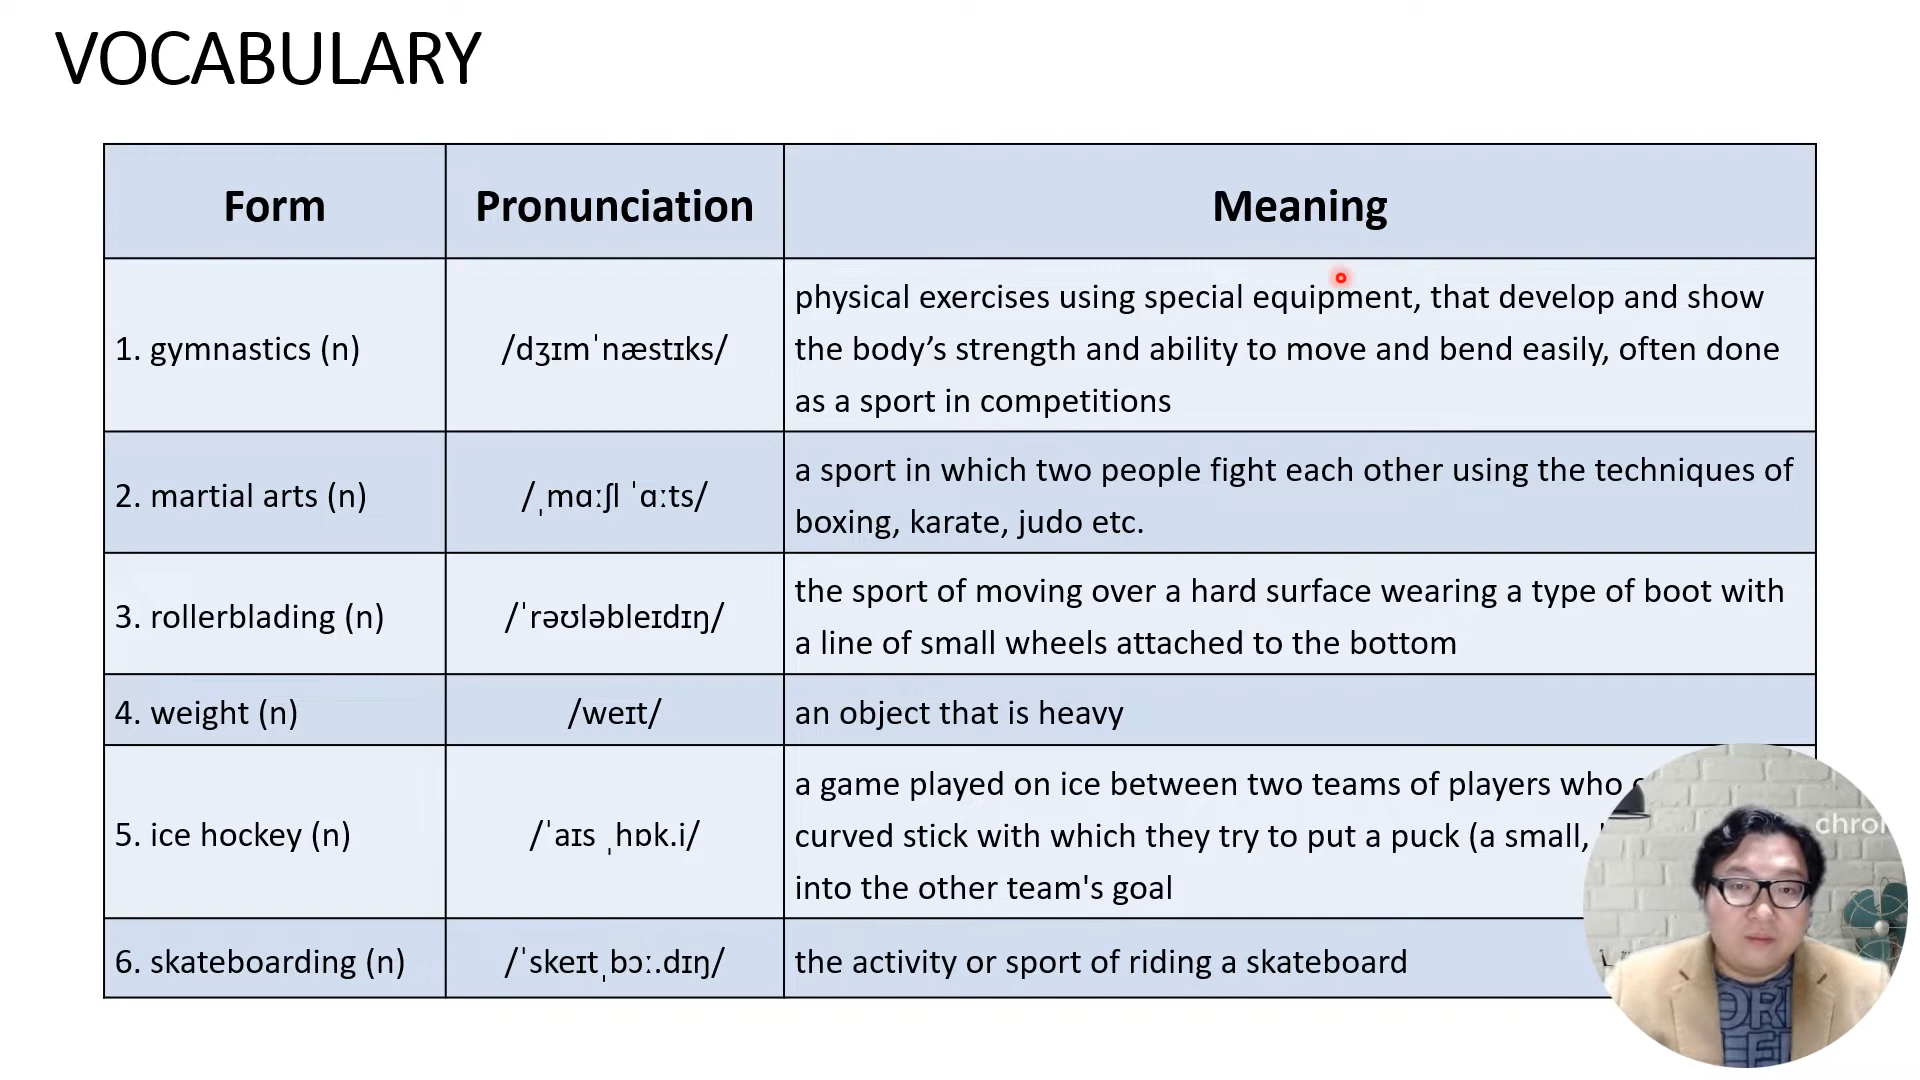 VOCABULARY
Form
Pronunciation
Meaning
1. gymnastics (n)
/dʒɪmˈnæstɪks/
physical exercises using special equipment, that develop and show
the body’s strength and ability to move and bend easily, often done
as a sport in competitions
2. martial arts (n)
/ˌmɑːʃl ˈɑːts/
a sport in which two people fight each other using the techniques of
boxing, karate, judo etc.
3. rollerblading (n)
/ˈrəʊləbleɪdɪŋ/
the sport of moving over a hard surface wearing a type of boot with
a line of small wheels attached to the bottom
4. weight (n)
/weɪt/
an object that is heavy
5. ice hockey (n)
/ˈaɪs ˌhɒk.i/
a game played on ice between two teams of players who
curved stick with which they try to put a puck (a small,
into the other team's goal
6. skateboarding (n)
/ˈskeɪtˌbɔː.dɪŋ/
the activity or sport of riding a skateboard